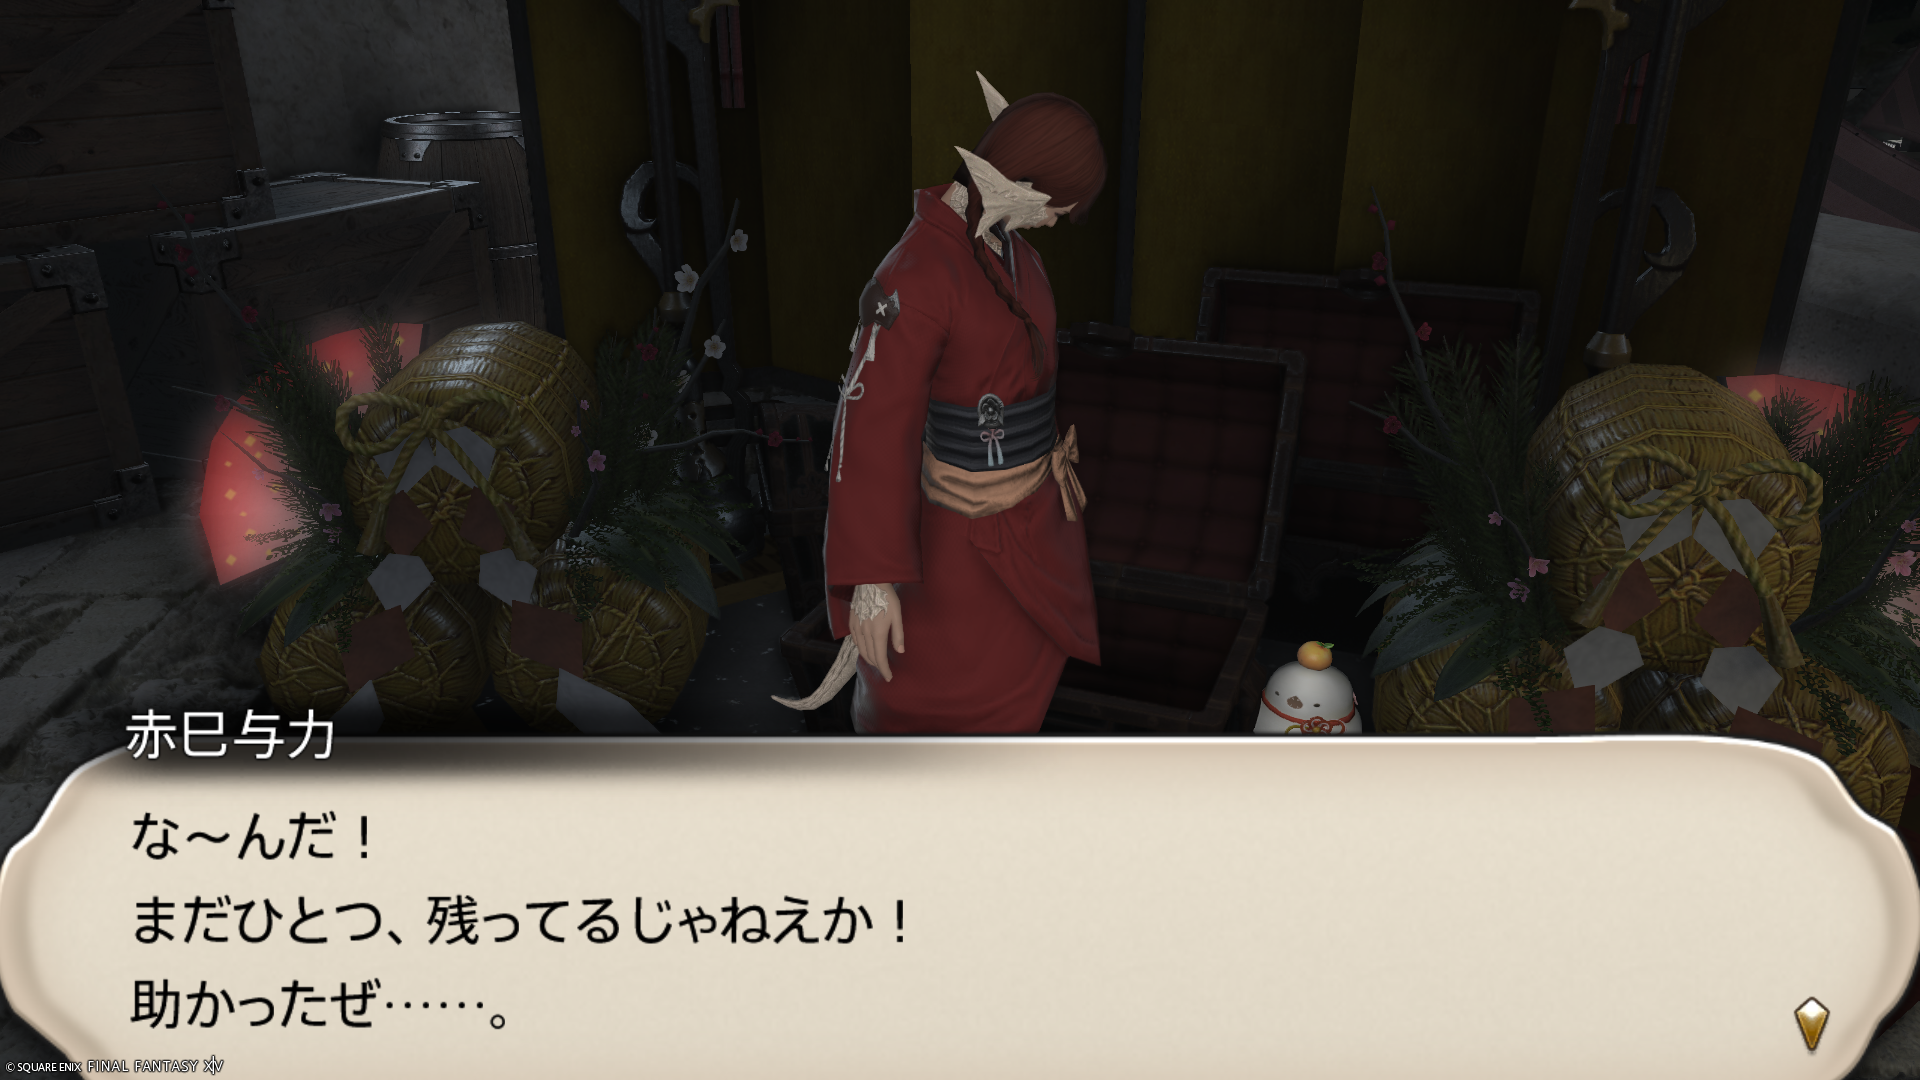 赤巳与力
な～んだ！
まだひとつ、残ってるじゃねえか！
助かったぜ……。
© SQUARE ENIX FINAL FANTASY XIV